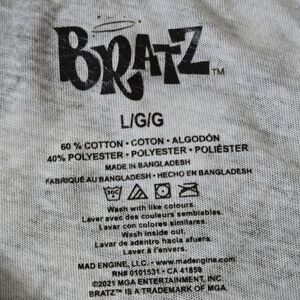 BRATZ™
L/G/G
60 % COTTON • COTON • ALGODÓN
40% POLYESTER • POLYESTER • POLIÉSTER
MADE IN BANGLADESH
FABRIQUÉ AU BANGLADESH • HECHO EN BANGLADESH
Wash with like colours.
Laver avec des couleurs semblables.
Lavar con colores similares.
Wash inside out.
Lavar de adentro hacia afuera.
Laver à l'envers.
MAD ENGINE, LLC. • www.madengine.com
RN# 0101531 • CA 41859
©2021 MGA ENTERTAINMENT, INC.
BRATZ™ IS A TRADEMARK OF MGA